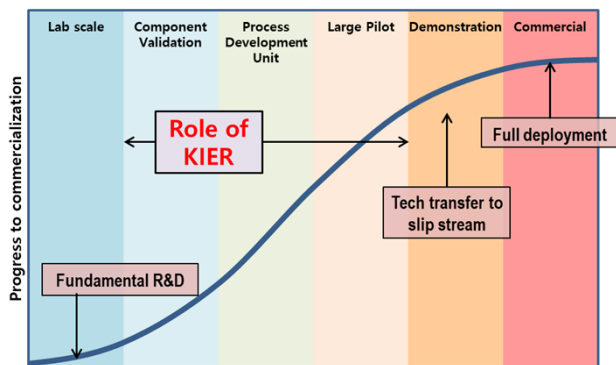 Lab scale
Component
Validation
Process
Development
Unit
Large Pilot
Demonstration
Commercial
Role of
KIER
Full deployment
Tech transfer to
slip stream
Fundamental R&D
Progress to commercialization